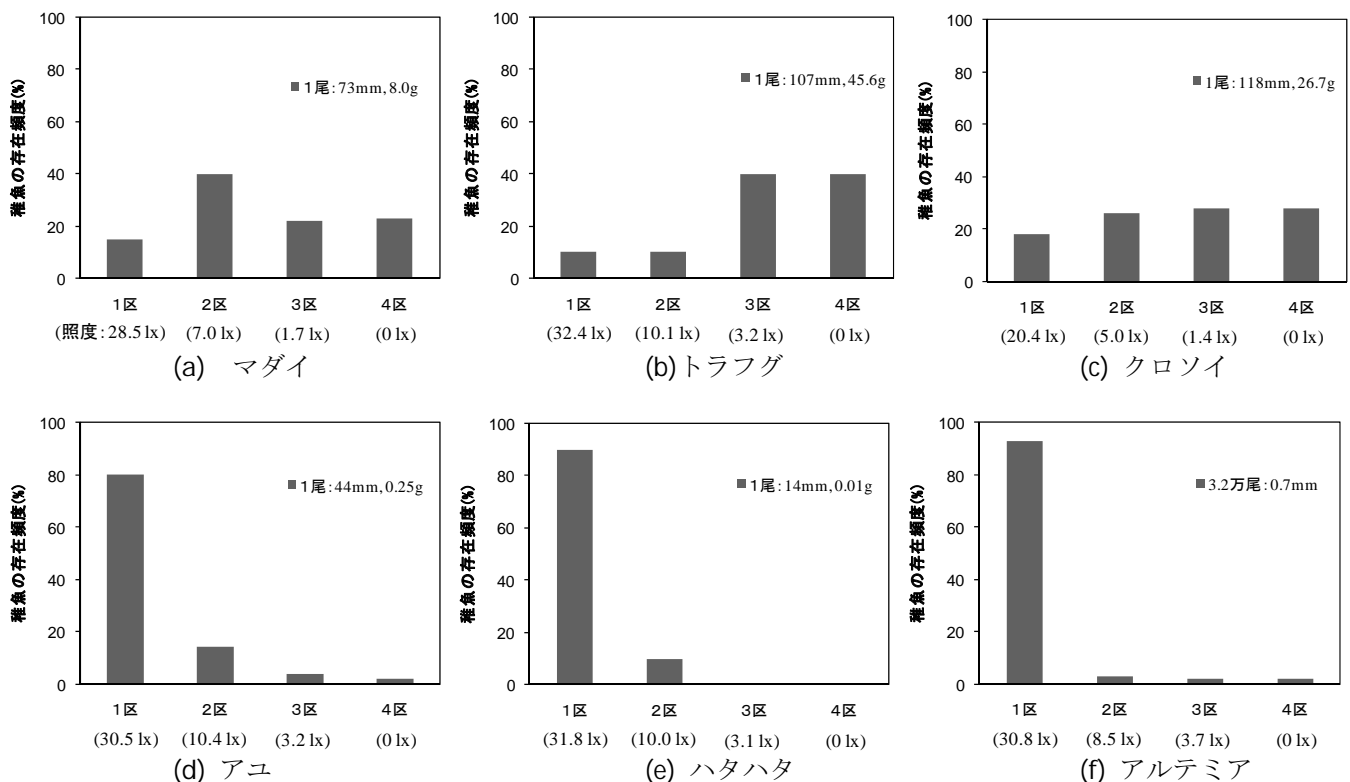 稚魚の存在頻度(%)
100
80
60
40
20
0
■1尾:73mm, 8.0g
1区 2区 3区 4区
(照度:28.5 lx) (7.0 lx) (1.7 lx) (0 lx)
(a) マダイ
稚魚の存在頻度(%)
100
80
60
40
20
0
■1尾:107mm, 45.6g
1区 2区 3区 4区
(32.4 lx) (10.1 lx) (3.2 lx) (0 lx)
(b)トラフグ
稚魚の存在頻度(%)
100
80
60
40
20
0
■1尾:118mm, 26.7g
1区 2区 3区 4区
(20.4 lx) (5.0 lx) (1.4 lx) (0 lx)
(c) クロソイ
稚魚の存在頻度(%)
100
80
60
40
20
0
■1尾:44mm, 0.25g
1区 2区 3区 4区
(30.5 lx) (10.4 lx) (3.2 lx) (0 lx)
(d) アユ
稚魚の存在頻度(%)
100
80
60
40
20
0
■1尾:14mm, 0.01g
1区 2区 3区 4区
(31.8 lx) (10.0 lx) (3.1 lx) (0 lx)
(e) ハタハタ
稚魚の存在頻度(%)
100
80
60
40
20
0
■3.2万尾:0.7mm
1区 2区 3区 4区
(30.8 lx) (8.5 lx) (3.7 lx) (0 lx)
(f) アルテミア